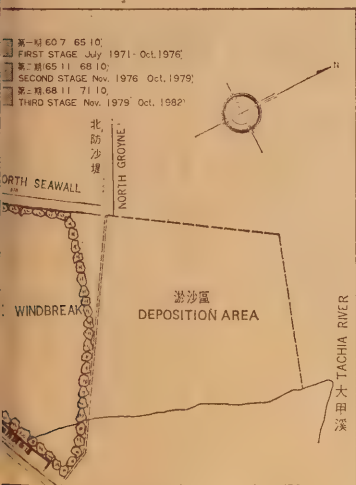 第一期(60 7 65 10)
FIRST STAGE July 1971 - Oct. 1976
第二期(65 11 68 10)
SECOND STAGE Nov. 1976 Oct. 1979
第三期(68 11 71 10)
THIRD STAGE Nov. 1979 Oct. 1982
N
北防沙堤
NORTH GROYNE
ORTH SEAWALL
WINDBREAK
淤沙區
DEPOSITION AREA
TACHIA RIVER
大甲溪